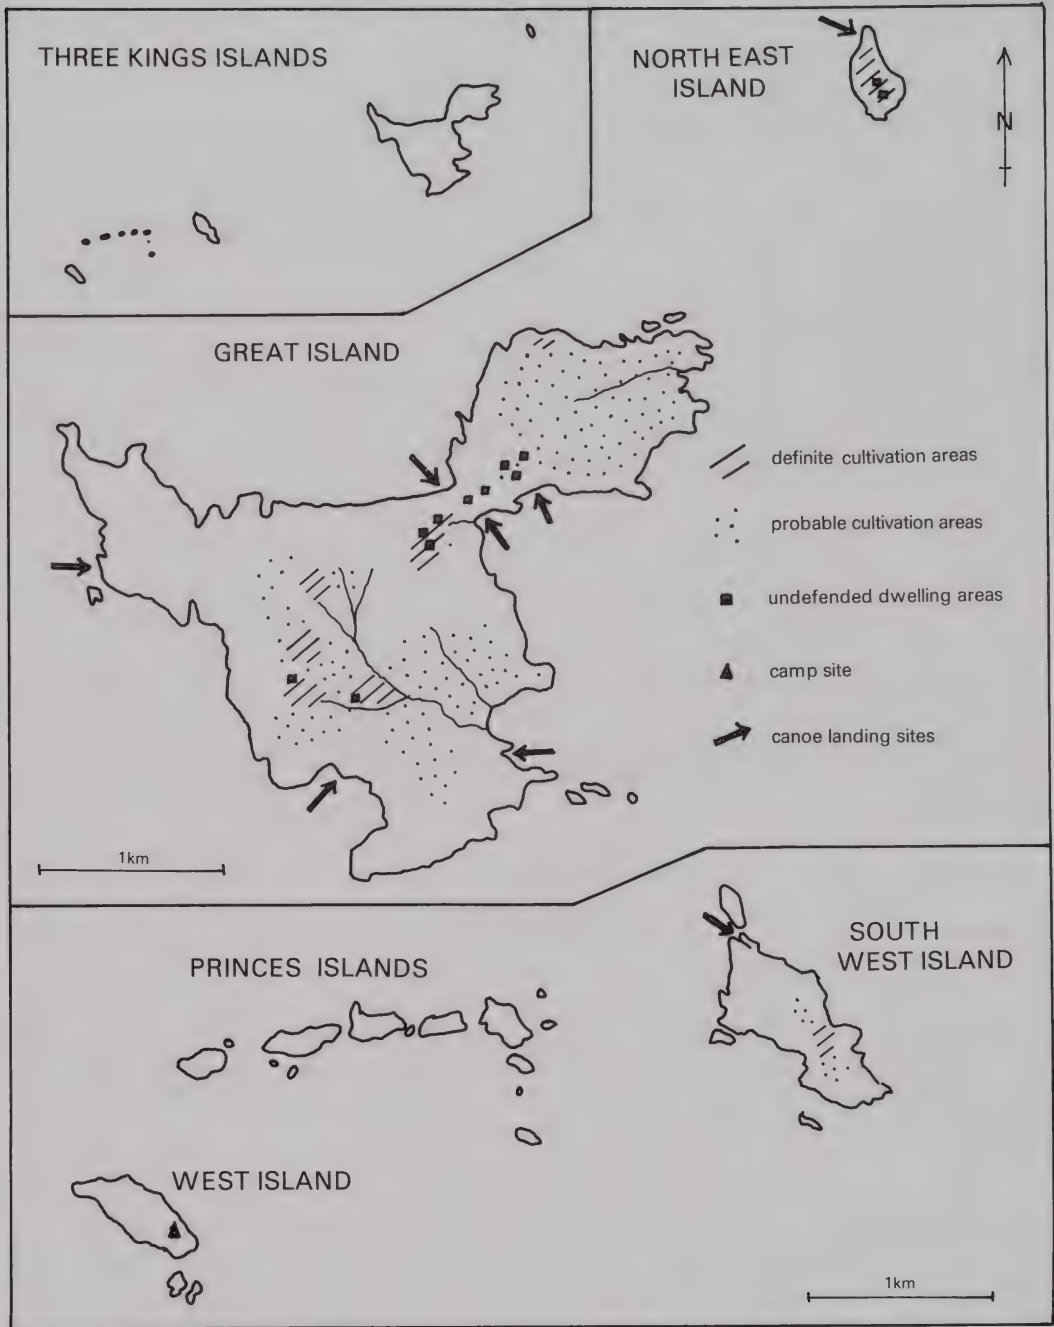 THREE KINGS ISLANDS
NORTH EAST
ISLAND
N
GREAT ISLAND
definite cultivation areas
probable cultivation areas
undefended dwelling areas
camp site
canoe landing sites
1km
PRINCES ISLANDS
SOUTH
WEST ISLAND
WEST ISLAND
1km